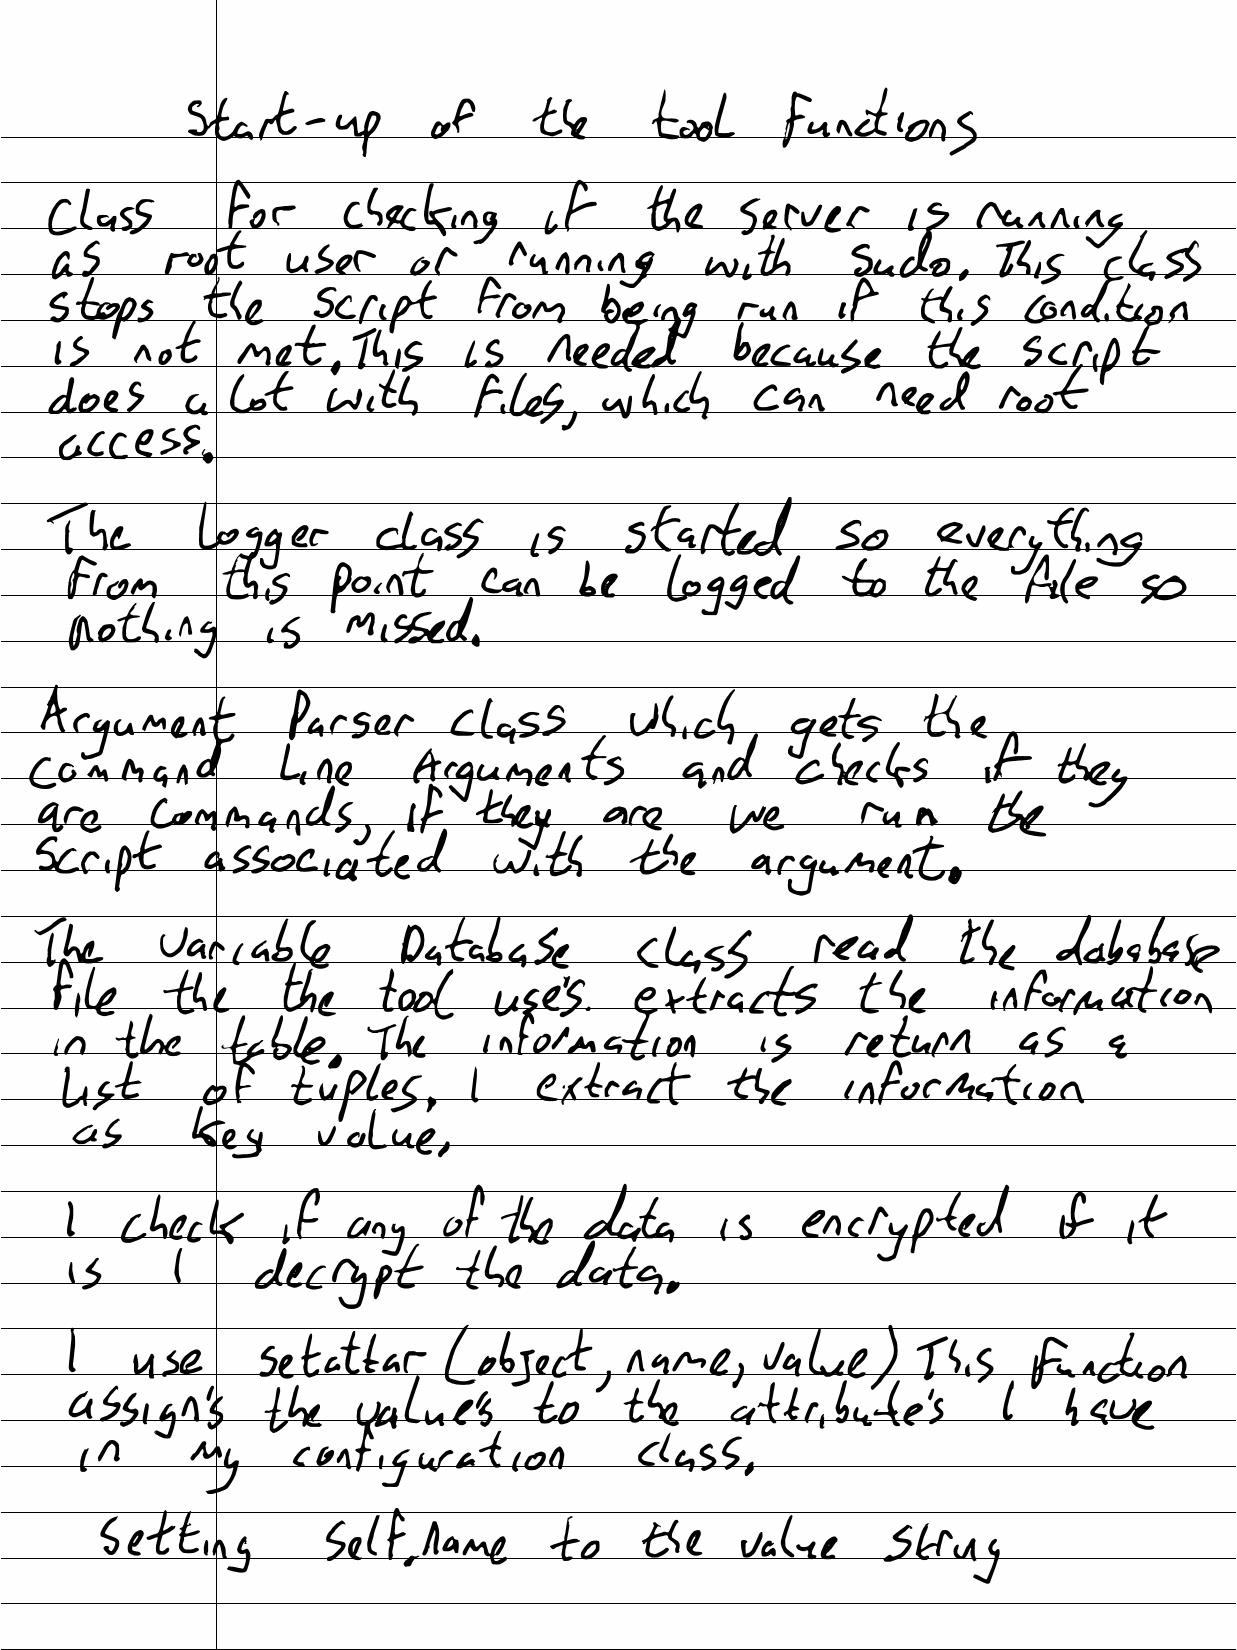 Start-up of the tool functions
Class for checking if the server is running
as root user or running with sudo. This class
stops the script from being run if this condition
is not met. This is needed because the script
does a lot with files, which can need root
access.
The Logger class is started so everything
from this point can be logged to the file so
nothing is missed.
Argument Parser class which gets the
command Line Arguments and checks if they
are commands, if they are we run the
script associated with the argument.
The Variable Database class read the dababase
file the the tool use's. extracts the information
in the table. The information is return as a
list of tuples, I extract the information
as key value,
I check if any of the data is encrypted if it
is I decrypt the data.
I use setattar (object, name, value) This function
assign's the value's to the attribute's I have
in my configuration class.
Setting Self.name to the value string